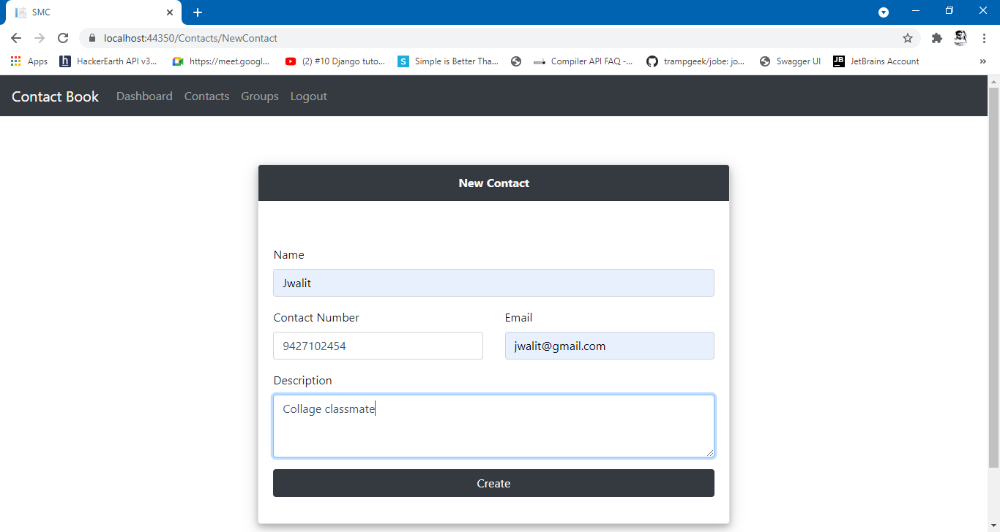 SMC
localhost:44350/Contacts/NewContact
Apps
h
HackerEarth API v3...
https://meet.googl...
(2) #10 Django tuto...
S
Simple is Better Tha...
Compiler API FAQ -...
trampgeek/jobe: jo...
Swagger UI
JB
JetBrains Account
»
Contact Book
Dashboard
Contacts
Groups
Logout
New Contact
Name
Jwalit
Contact Number
Email
9427102454
jwalit@gmail.com
Description
Collage classmate
Create